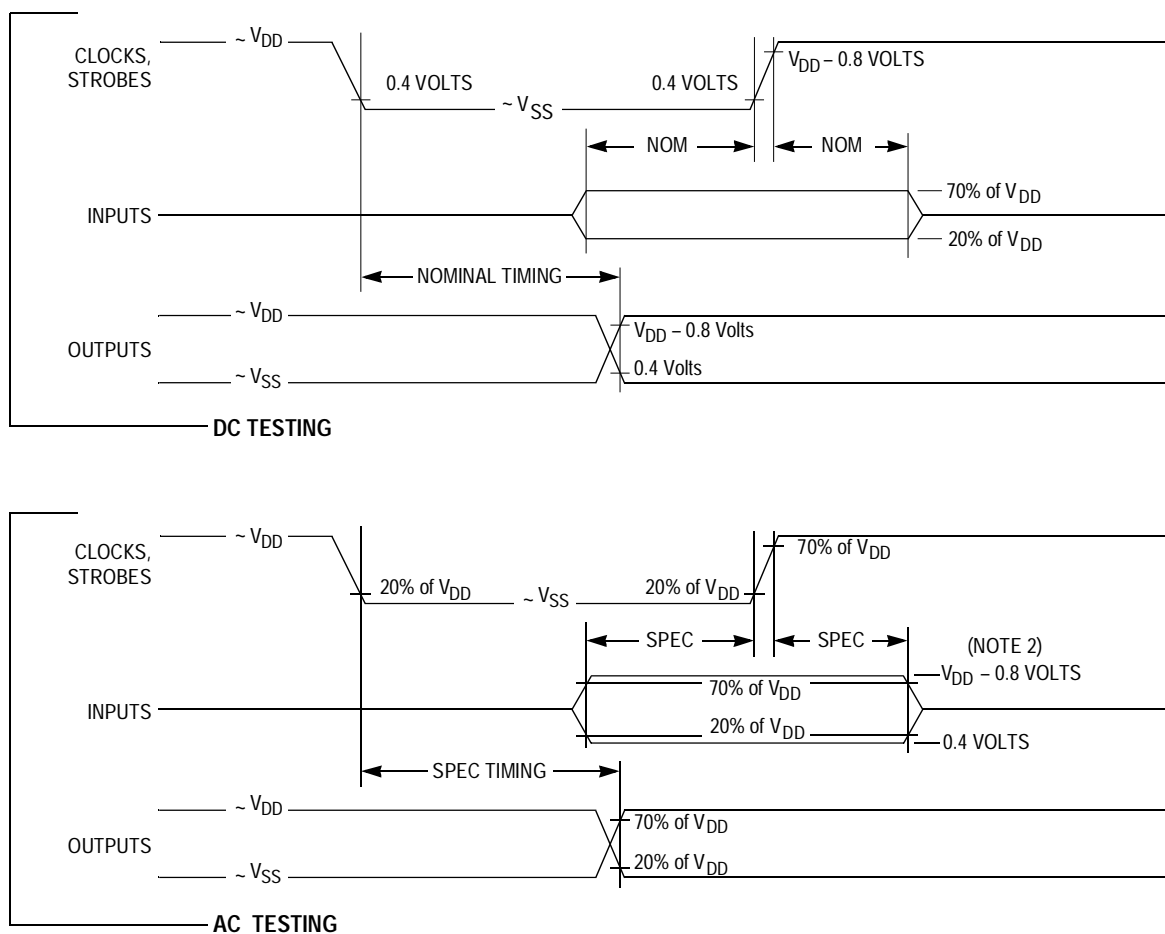 CLOCKS,
STROBES
~ VDD
0.4 VOLTS
~ VSS
0.4 VOLTS
VDD – 0.8 VOLTS
NOM
NOM
INPUTS
70% of VDD
20% of VDD
NOMINAL TIMING
OUTPUTS
~ VDD
VDD – 0.8 Volts
~ VSS
0.4 Volts
DC TESTING
CLOCKS,
STROBES
~ VDD
20% of VDD
~ VSS
20% of VDD
70% of VDD
SPEC
SPEC
(NOTE 2)
INPUTS
70% of VDD
VDD – 0.8 VOLTS
20% of VDD
0.4 VOLTS
SPEC TIMING
OUTPUTS
~ VDD
70% of VDD
~ VSS
20% of VDD
AC TESTING